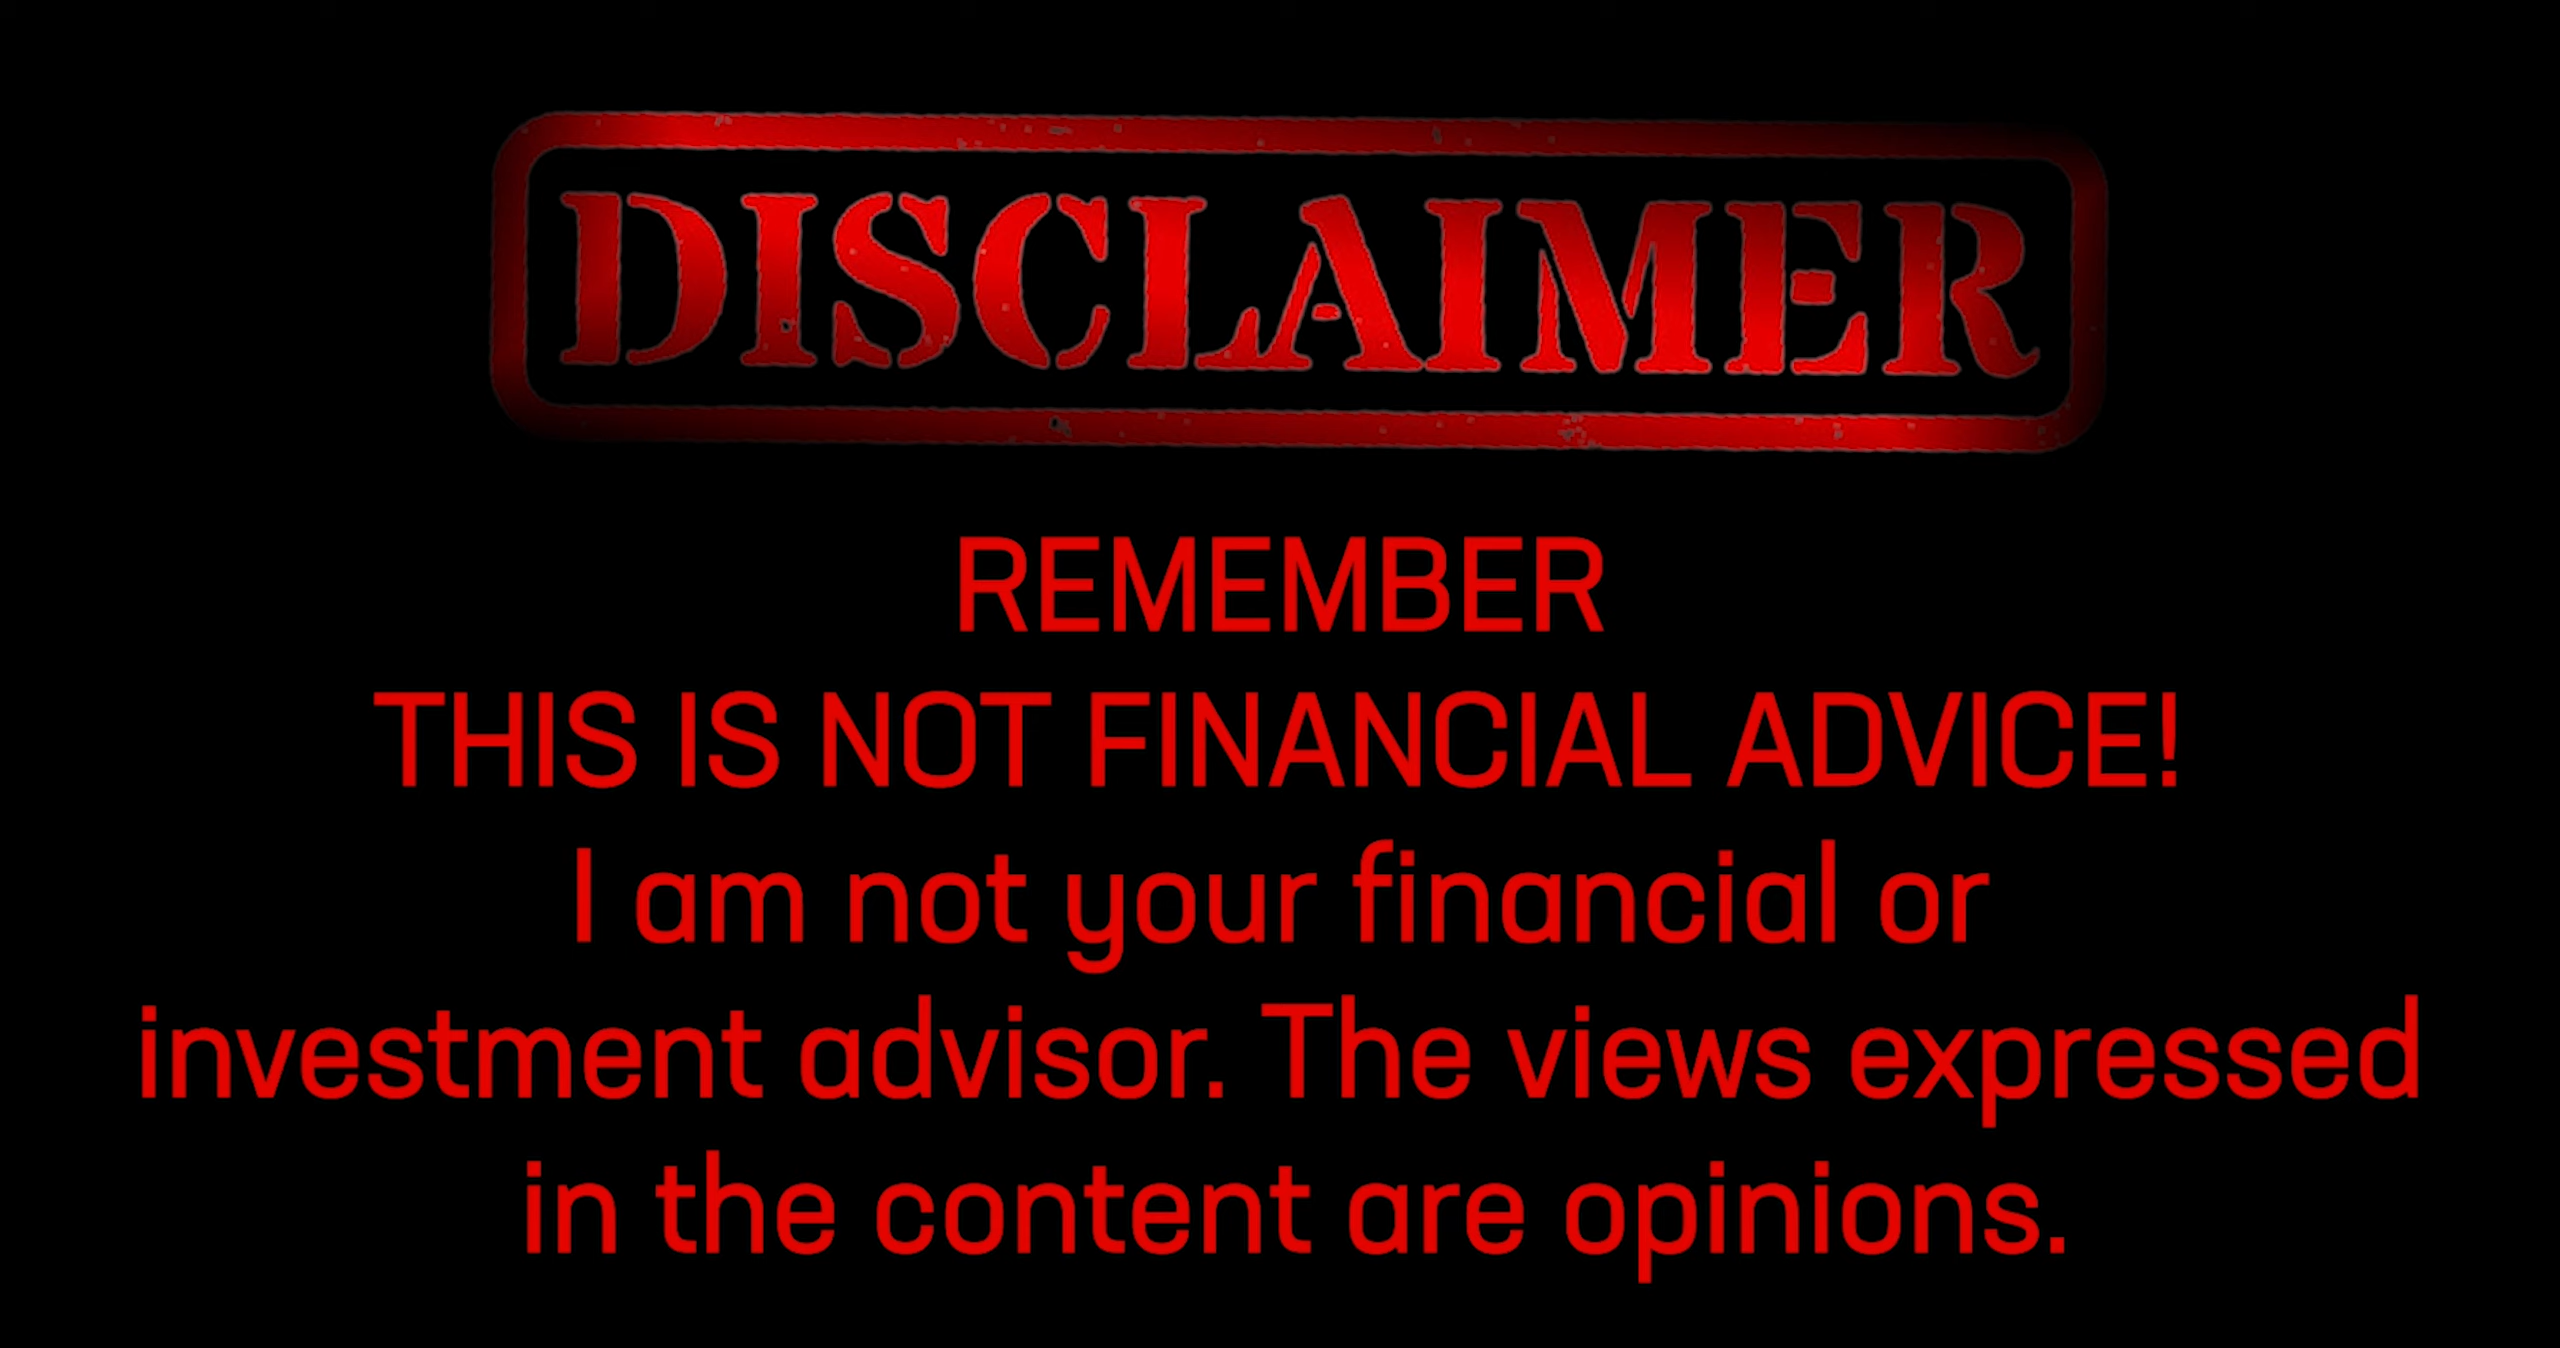 DISCLAIMER
REMEMBER
THIS IS NOT FINANCIAL ADVICE!
I am not your financial or
investment advisor. The views expressed
in the content are opinions.